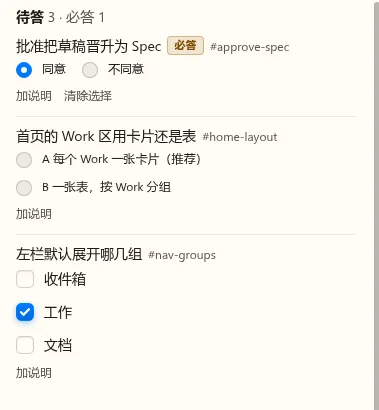 待答 3 · 必答 1
批准把草稿晋升为 Spec 必答 #approve-spec
同意 不同意
加说明 清除选择
首页的 Work 区用卡片还是表 #home-layout
A 每个 Work 一张卡片（推荐）
B 一张表，按 Work 分组
加说明
左栏默认展开哪几组 #nav-groups
收件箱
工作
文档
加说明